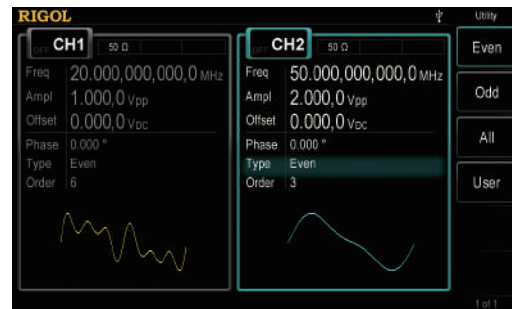 RIGOL
Utility
OFF CH1 50 Ω
Freq 20.000,000,000,0 MHz
Ampl 1.000,0 Vpp
Offset 0.000,0 VDC
Phase 0.000 °
Type Even
Order 6
OFF CH2 50 Ω
Freq 50.000,000,000,0 MHz
Ampl 2.000,0 Vpp
Offset 0.000,0 VDC
Phase 0.000 °
Type Even
Order 3
Even
Odd
All
User
1 of 1